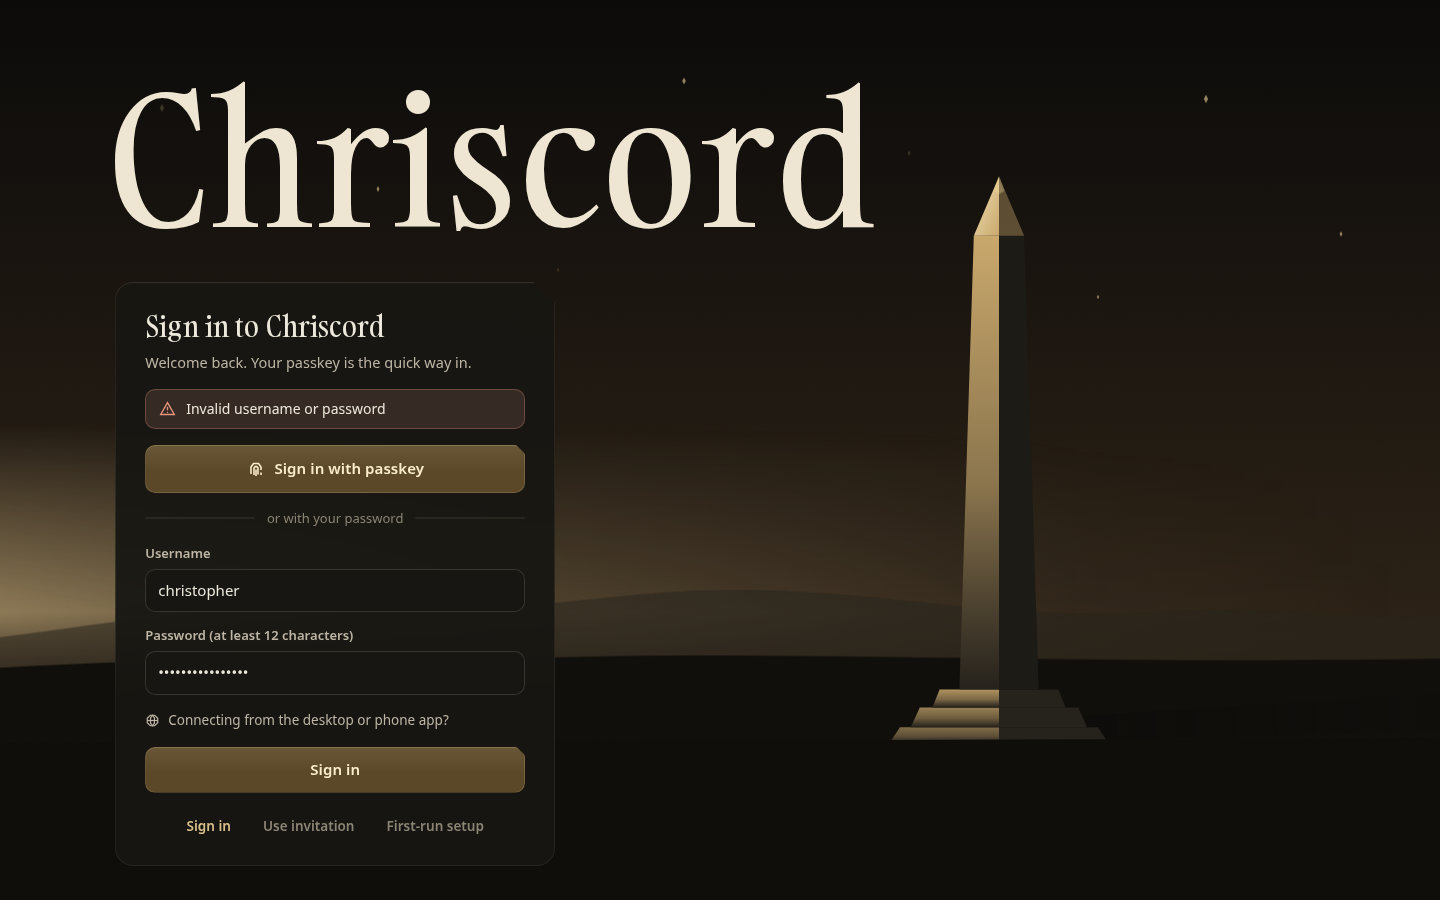 Chriscord
Sign in to Chriscord
Welcome back. Your passkey is the quick way in.
Invalid username or password
Sign in with passkey
or with your password
Username
christopher
Password (at least 12 characters)
•••••••••••••••
Connecting from the desktop or phone app?
Sign in
Sign in Use invitation First-run setup